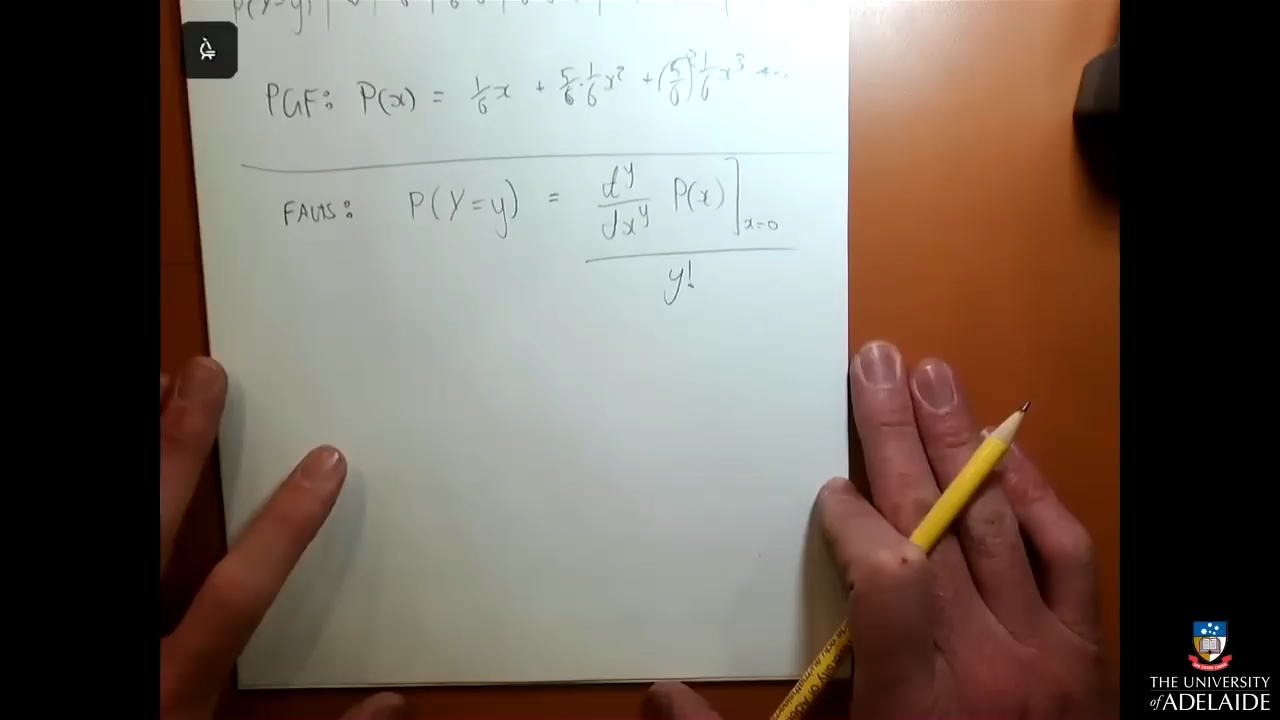 P(Y=y)
PGF: P(x) = 1/6 x + 5/6 · 1/6 x² + (5/6)² 1/6 x³ + ...
FACTS: P(Y=y) = d^y/dx^y P(x)]_{x=0} / y!
THE UNIVERSITY
of ADELAIDE